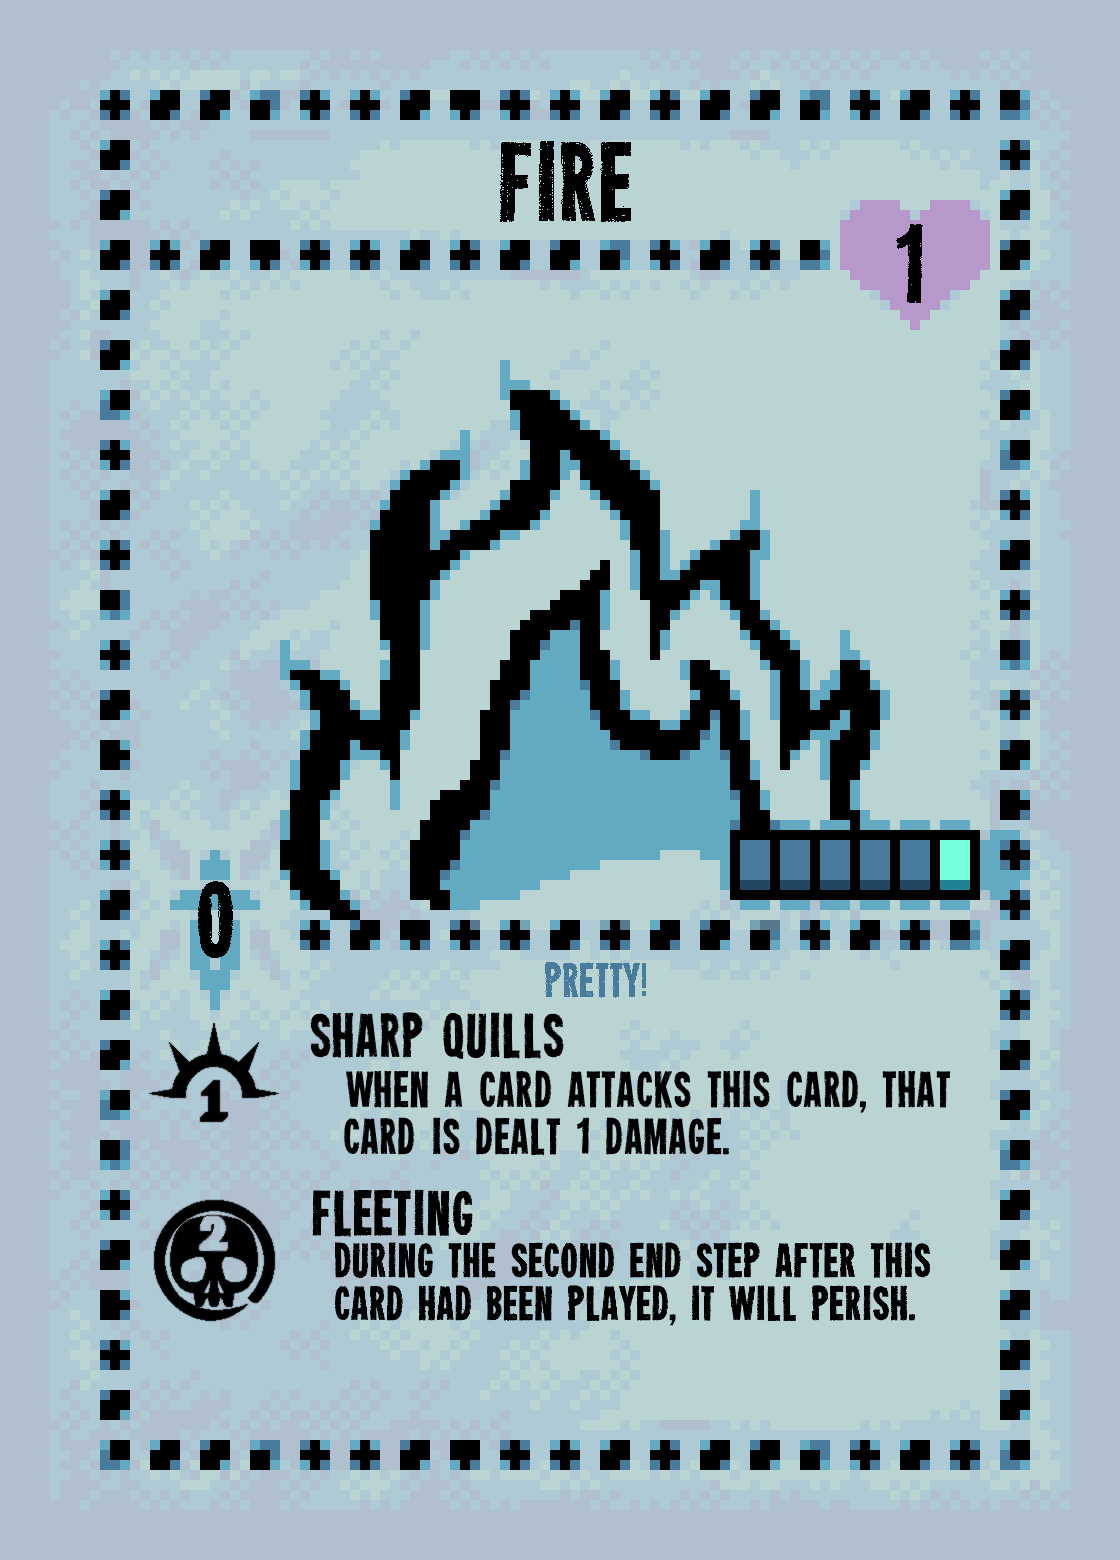 FIRE
1
0
PRETTY!
SHARP QUILLS
1
WHEN A CARD ATTACKS THIS CARD, THAT
CARD IS DEALT 1 DAMAGE.
FLEETING
2
DURING THE SECOND END STEP AFTER THIS
CARD HAD BEEN PLAYED, IT WILL PERISH.